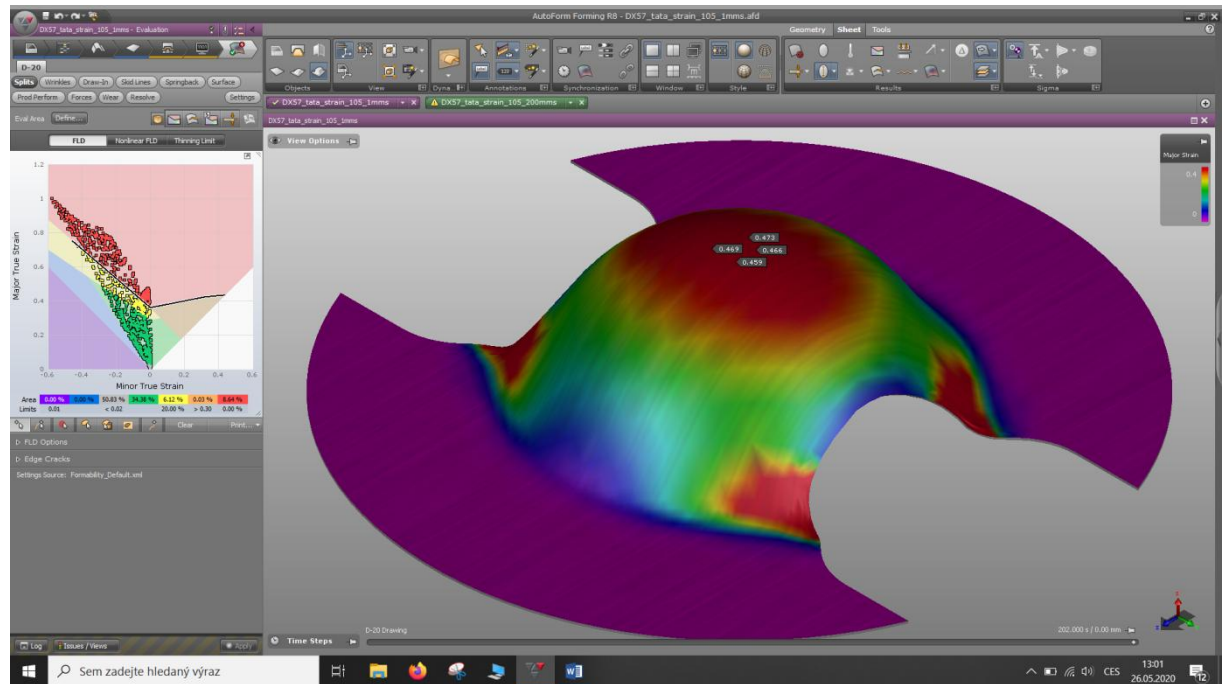 AutoForm Forming R8 - DX57_tata_strain_105_1mms.afd
DX57_tata_strain_105_1mms - Evaluation
Geometry Sheet Tools
D-20
Splits Wrinkles Draw-In Skid Lines Springback Surface
Prod Perform Forces Wear Resolve Settings
Eval Area Define...
Objects View Dyna. Annotations Synchronization Window Style Results Sigma
DX57_tata_strain_105_1mms DX57_tata_strain_105_200mms
DX57_tata_strain_105_1mms
FLD Nonlinear FLD Thinning Limit
View Options
Major Strain
0.4
0
1.2
1
0.8
0.6
0.4
0.2
0
Major True Strain
-0.6 -0.4 -0.2 0 0.2 0.4 0.6
Minor True Strain
Area 0.00 % 0.00 % 50.83 % 34.38 % 6.12 % 0.03 % 8.64 %
Limits 0.01 < 0.02 20.00 % > 0.30 0.00 %
Clear Print...
FLD Options
Edge Cracks
Settings Source: Formability_Default.xml
0.473
0.469
0.466
0.459
Log Issues / Views Apply
D-20 Drawing
Time Steps
202.000 s / 0.00 mm
Sem zadejte hledaný výraz
CES
13:01
26.05.2020
12